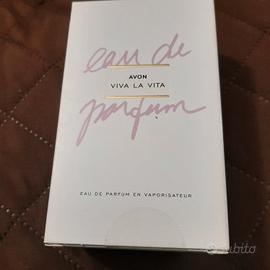 eau de
AVON
VIVA LA VITA
parfum
EAU DE PARFUM EN VAPORISATEUR
subito